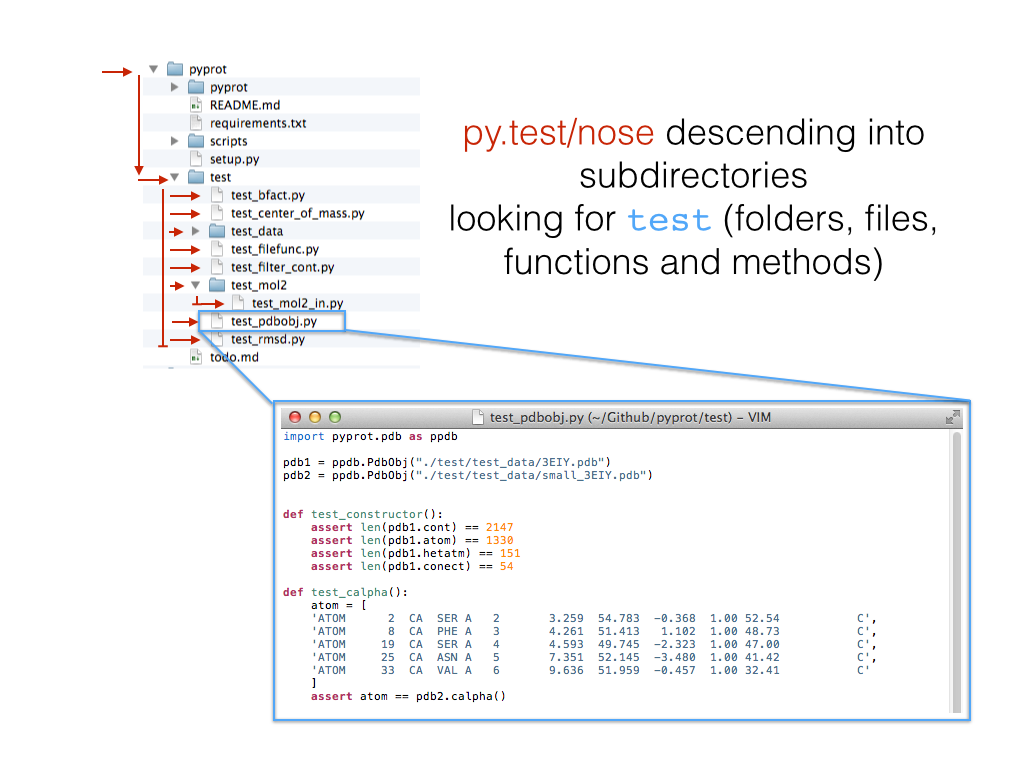 pyprot
pyprot
README.md
requirements.txt
scripts
setup.py
test
test_bfact.py
test_center_of_mass.py
test_data
test_filefunc.py
test_filter_cont.py
test_mol2
test_mol2_in.py
test_pdbobj.py
test_rmsd.py
todo.md
py.test/nose descending into
subdirectories
looking for test (folders, files,
functions and methods)
test_pdbobj.py (~/Github/pyprot/test) – VIM
import pyprot.pdb as ppdb
pdb1 = ppdb.PdbObj("./test/test_data/3EIY.pdb")
pdb2 = ppdb.PdbObj("./test/test_data/small_3EIY.pdb")
def test_constructor():
    assert len(pdb1.cont) == 2147
    assert len(pdb1.atom) == 1330
    assert len(pdb1.hetatm) == 151
    assert len(pdb1.conect) == 54
def test_calpha():
    atom = [
    'ATOM      2  CA  SER A   2       3.259  54.783  -0.368  1.00 52.54           C',
    'ATOM      8  CA  PHE A   3       4.261  51.413   1.102  1.00 48.73           C',
    'ATOM     19  CA  SER A   4       4.593  49.745  -2.323  1.00 47.00           C',
    'ATOM     25  CA  ASN A   5       7.351  52.145  -3.480  1.00 41.42           C',
    'ATOM     33  CA  VAL A   6       9.636  51.959  -0.457  1.00 32.41           C'
    ]
    assert atom == pdb2.calpha()